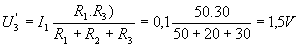 U'₃ = I₁ R₁.R₃) / R₁ + R₂ + R₃ = 0,1 50.30 / 50 + 20 + 30 = 1,5V